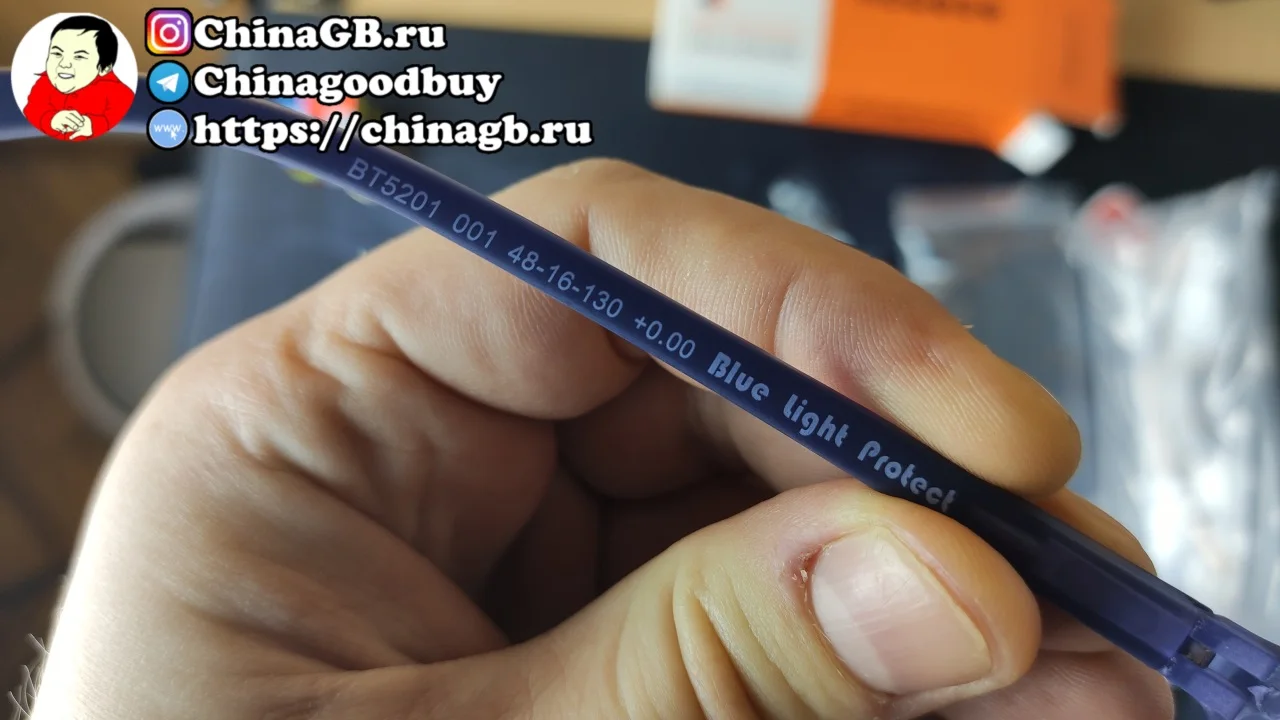 ChinaGB.ru
Chinagoodbuy
https://chinagb.ru
BT5201 001 48-16-130 +0.00 Blue Light Protect